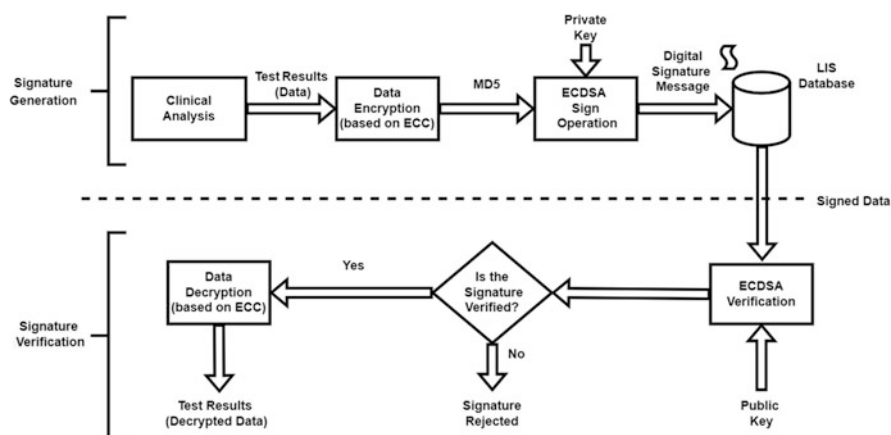 Private
Key
Signature
Generation
Clinical
Analysis
Test Results
(Data)
Data
Encryption
(based on ECC)
MD5
ECDSA
Sign
Operation
Digital
Signature
Message
LIS
Database
Signed Data
Signature
Verification
Data
Decryption
(based on ECC)
Yes
Is the
Signature
Verified?
ECDSA
Verification
No
Test Results
(Decrypted Data)
Signature
Rejected
Public
Key